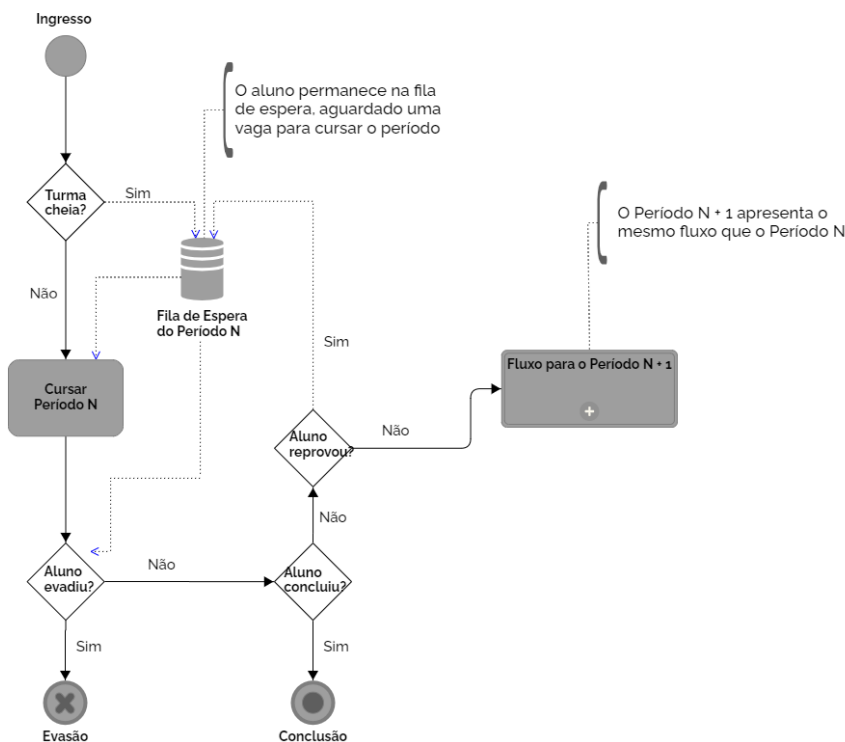 Ingresso
O aluno permanece na fila
de espera, aguardado uma
vaga para cursar o período
Turma
cheia?
Sim
O Período N + 1 apresenta o
mesmo fluxo que o Período N
Não
Fila de Espera
do Período N
Sim
Cursar
Período N
Fluxo para o Período N + 1
Aluno
reprovou?
Não
Não
Aluno
evadiu?
Não
Aluno
concluiu?
Sim
Sim
Evasão
Conclusão